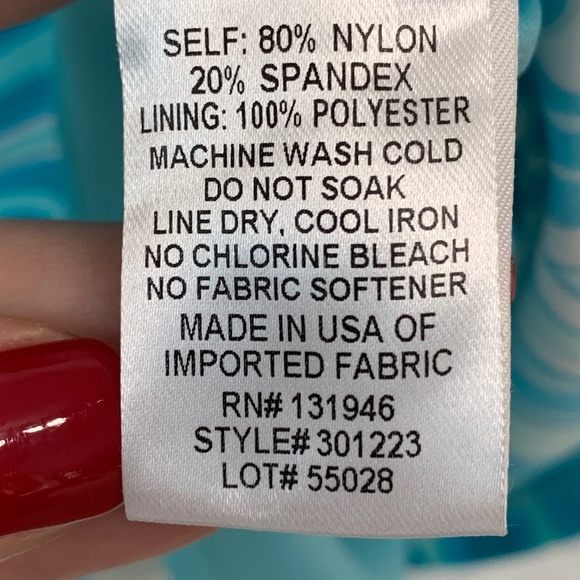 SELF: 80% NYLON
20% SPANDEX
LINING: 100% POLYESTER
MACHINE WASH COLD
DO NOT SOAK
LINE DRY, COOL IRON
NO CHLORINE BLEACH
NO FABRIC SOFTENER
MADE IN USA OF
IMPORTED FABRIC
RN# 131946
STYLE# 301223
LOT# 55028